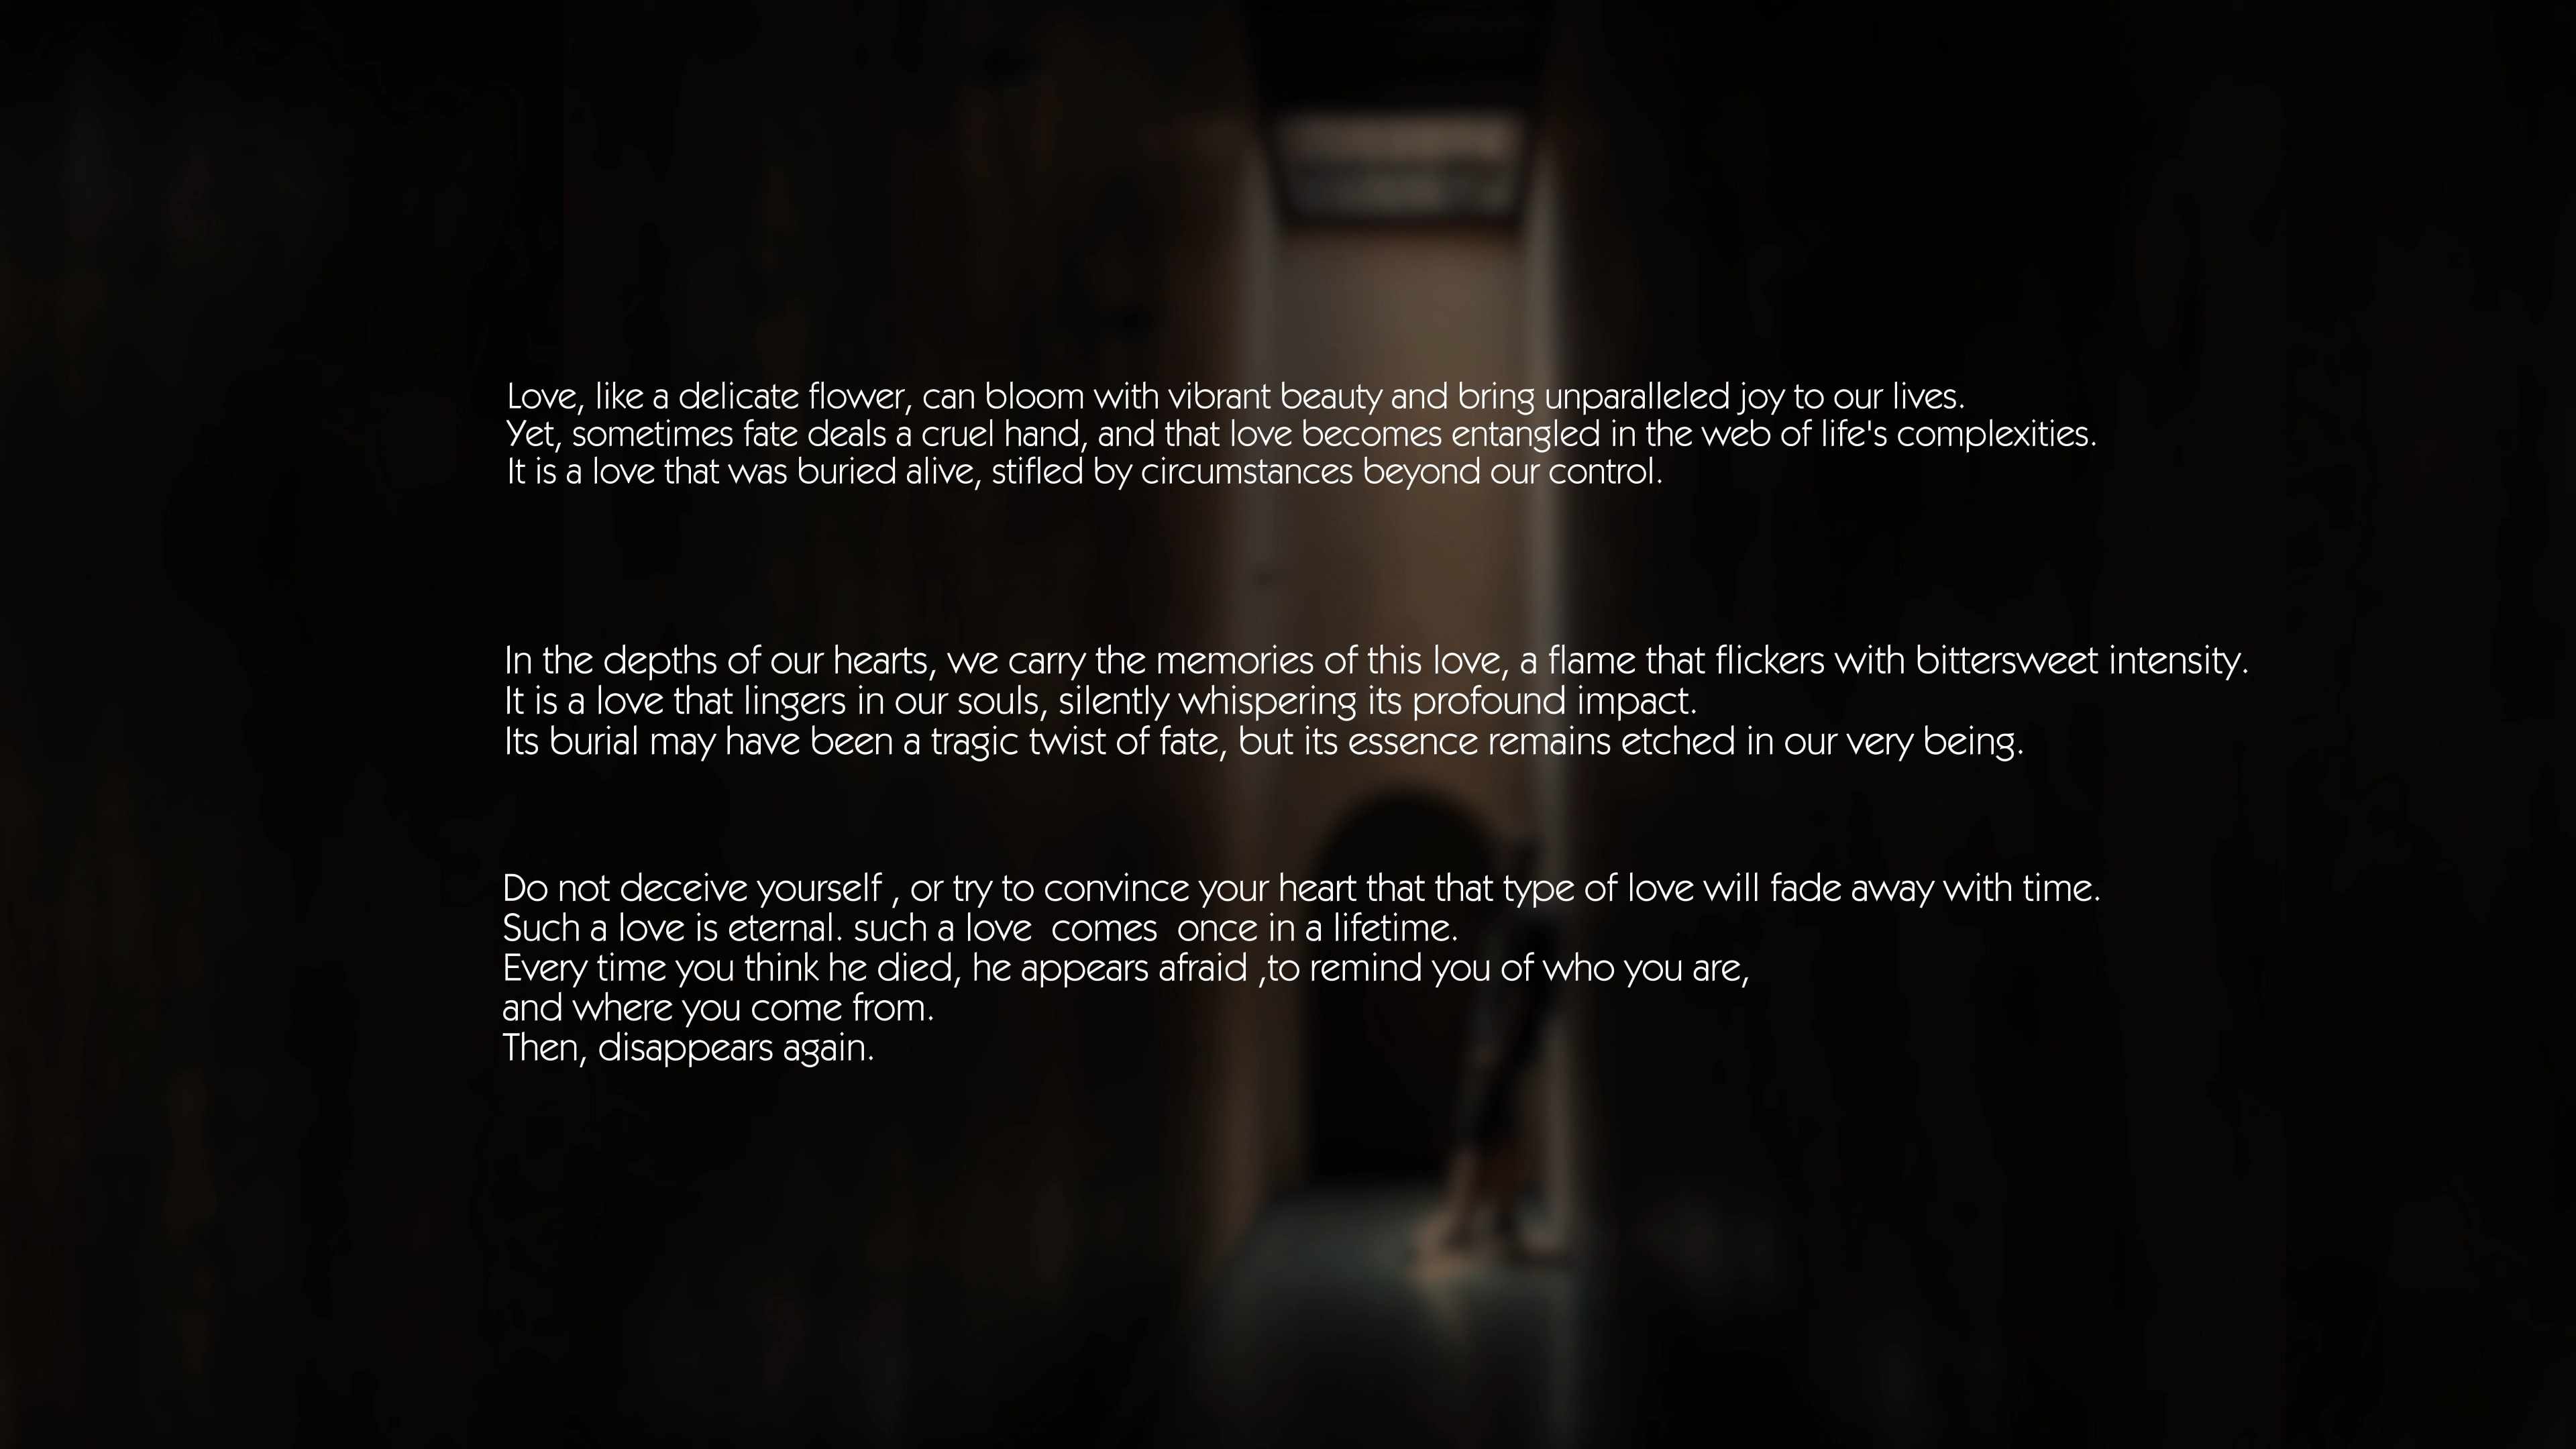 Love, like a delicate flower, can bloom with vibrant beauty and bring unparalleled joy to our lives.
Yet, sometimes fate deals a cruel hand, and that love becomes entangled in the web of life's complexities.
It is a love that was buried alive, stifled by circumstances beyond our control.
In the depths of our hearts, we carry the memories of this love, a flame that flickers with bittersweet intensity.
It is a love that lingers in our souls, silently whispering its profound impact.
Its burial may have been a tragic twist of fate, but its essence remains etched in our very being.
Do not deceive yourself , or try to convince your heart that that type of love will fade away with time.
Such a love is eternal. such a love  comes  once in a lifetime.
Every time you think he died, he appears afraid ,to remind you of who you are,
and where you come from.
Then, disappears again.